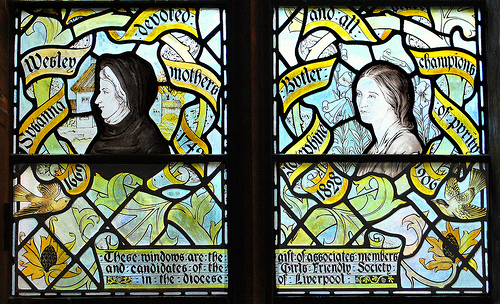 Susanna
Wesley
devoted
mothers
1669
Josephine
Butler
and all
champions
of purity
1828
1906
These windows are the gift of associates members
and candidates of the Girls Friendly Society
in the diocese of Liverpool